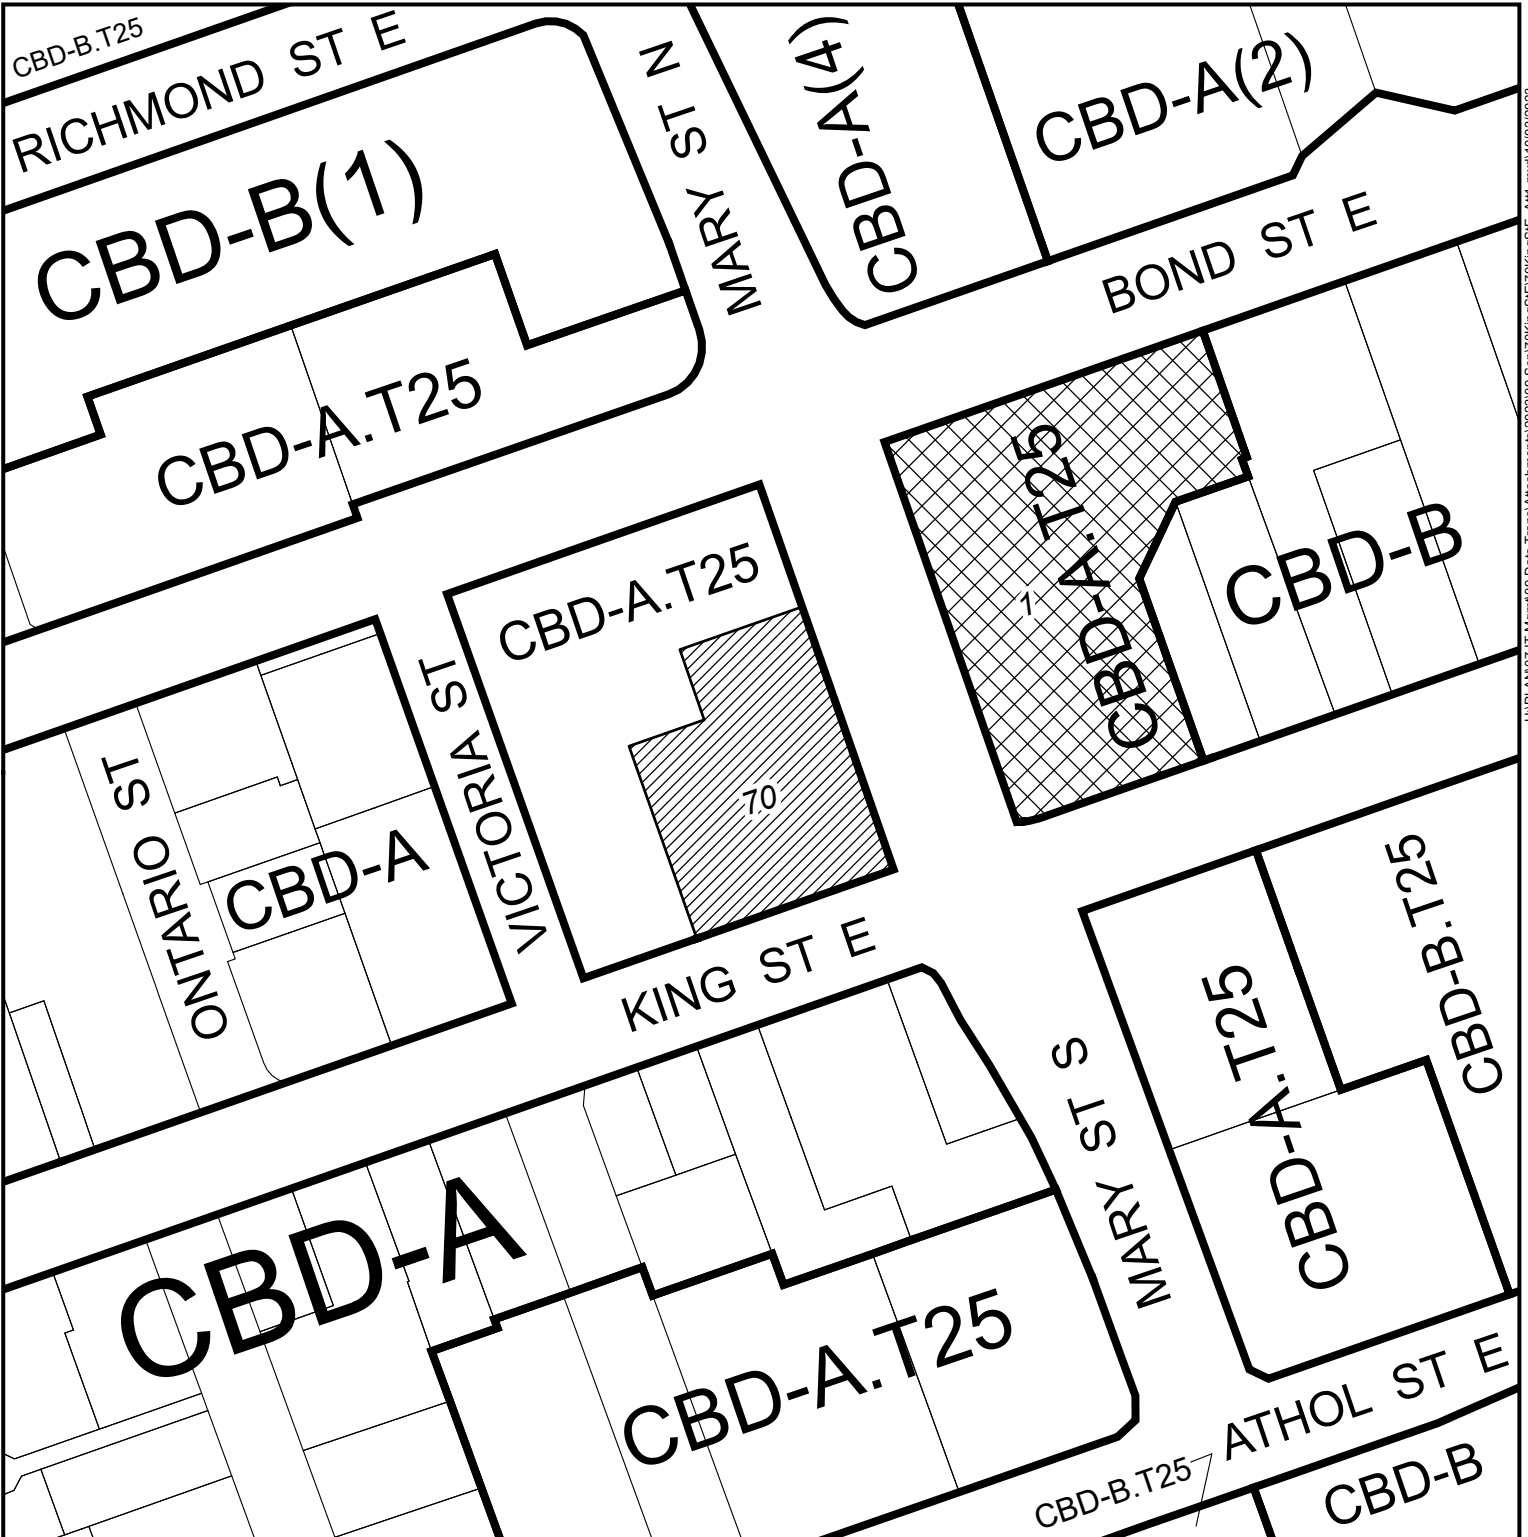 CBD-B.T25
RICHMOND ST E
CBD-B(1)
MARY ST N
CBD-A(4)
CBD-A(2)
BOND ST E
CBD-A.T25
CBD-A.T25
CBD-A.T25
1
CBD-B
ONTARIO ST
CBD-A
VICTORIA ST
70
KING ST E
CBD-A
CBD-A.T25
MARY ST S
CBD-A.T25
CBD-B.T25
ATHOL ST E
CBD-B.T25
CBD-B